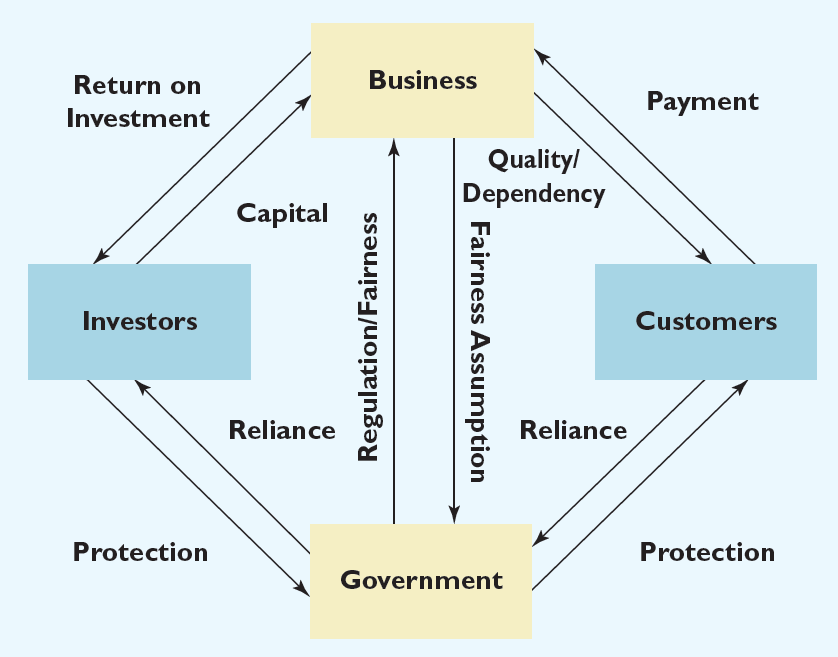 Business
Return on
Investment
Payment
Quality/
Dependency
Capital
Regulation/Fairness
Fairness Assumption
Investors
Customers
Reliance
Reliance
Protection
Protection
Government